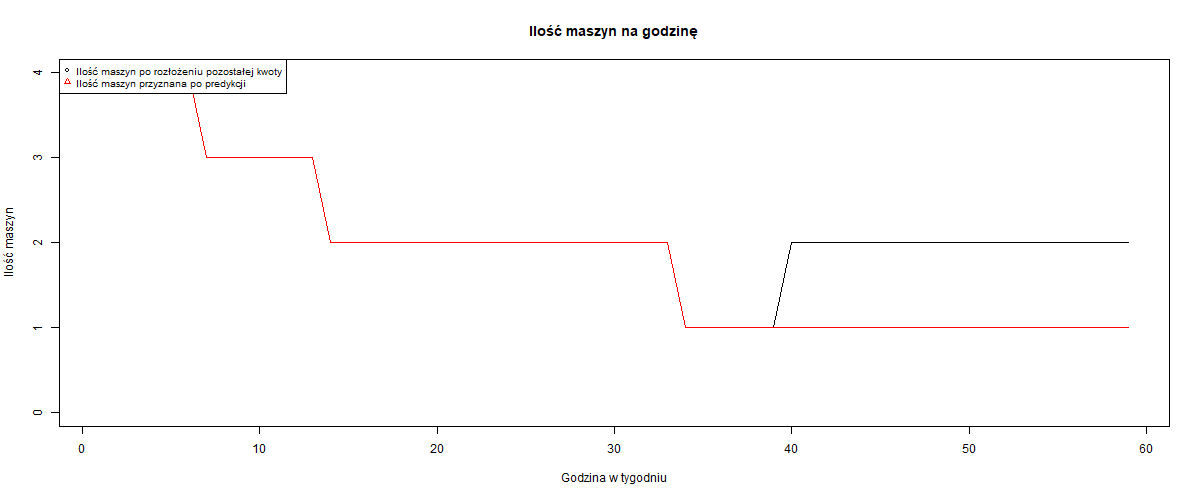 Ilość maszyn na godzinę
Ilość maszyn po rozłożeniu pozostałej kwoty
Ilość maszyn przyznana po predykcji
Ilość maszyn
4
3
2
1
0
0 10 20 30 40 50 60
Godzina w tygodniu